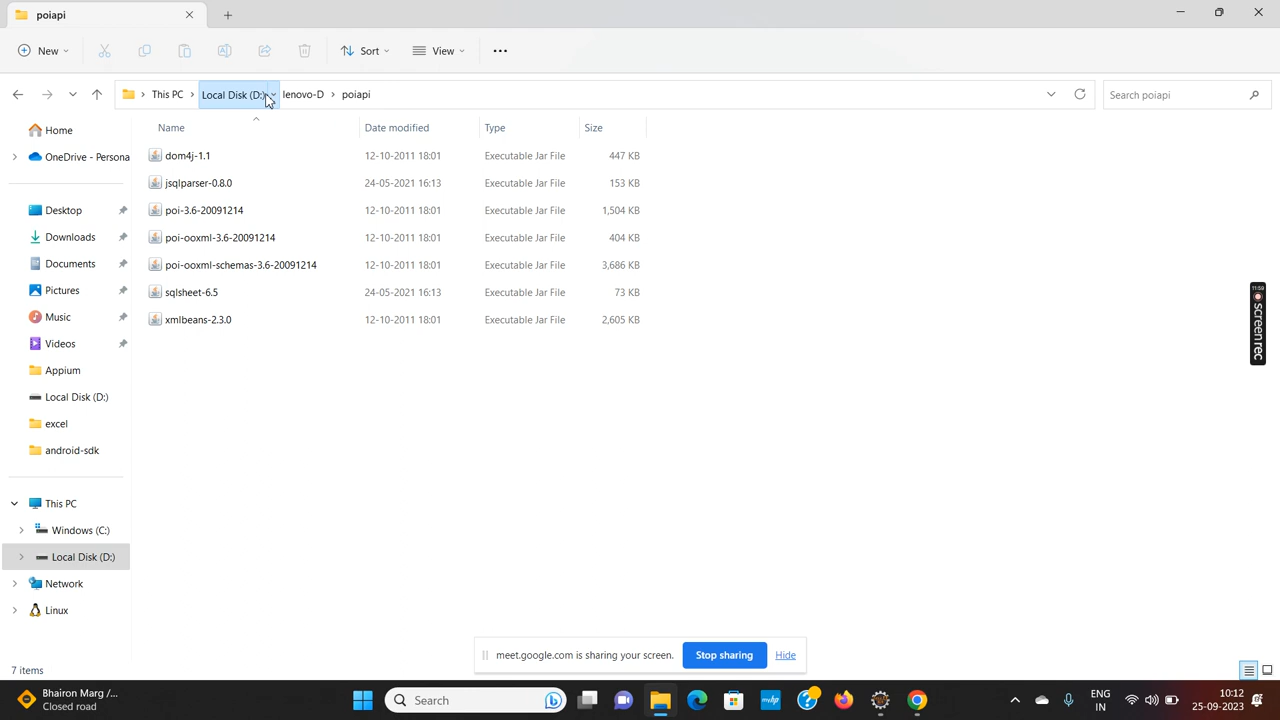 poiapi
New
Sort
View
This PC
Local Disk (D:)
lenovo-D
poiapi
Search poiapi
Name
Date modified
Type
Size
Home
OneDrive - Persona
Desktop
Downloads
Documents
Pictures
Music
Videos
Appium
Local Disk (D:)
excel
android-sdk
This PC
Windows (C:)
Local Disk (D:)
Network
Linux
dom4j-1.1 12-10-2011 18:01 Executable Jar File 447 KB
jsqlparser-0.8.0 24-05-2021 16:13 Executable Jar File 153 KB
poi-3.6-20091214 12-10-2011 18:01 Executable Jar File 1,504 KB
poi-ooxml-3.6-20091214 12-10-2011 18:01 Executable Jar File 404 KB
poi-ooxml-schemas-3.6-20091214 12-10-2011 18:01 Executable Jar File 3,686 KB
sqlsheet-6.5 24-05-2021 16:13 Executable Jar File 73 KB
xmlbeans-2.3.0 12-10-2011 18:01 Executable Jar File 2,605 KB
11:59
screenrec
meet.google.com is sharing your screen.
Stop sharing
Hide
7 items
Bhairon Marg /...
Closed road
Search
ENG
IN
10:12
25-09-2023